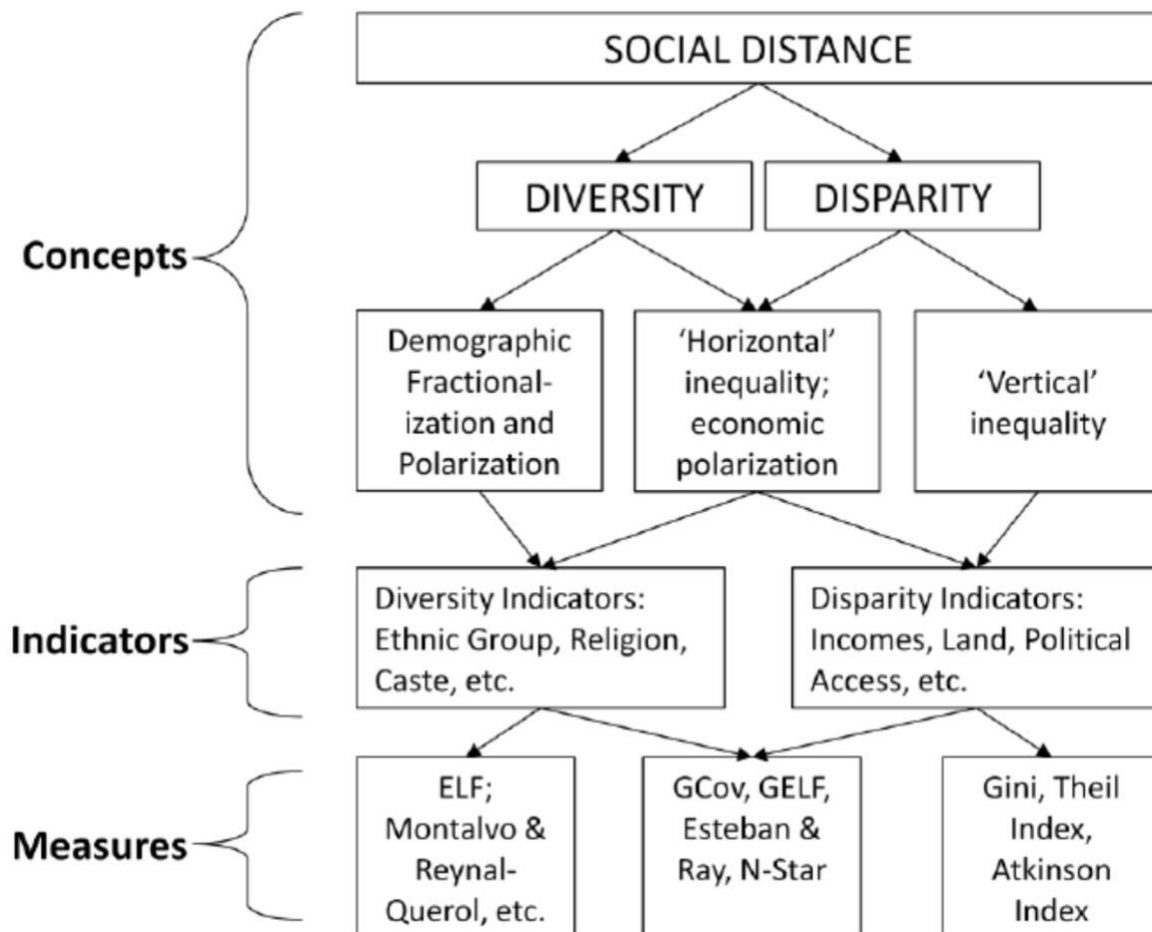 SOCIAL DISTANCE
DIVERSITY
DISPARITY
Concepts
Demographic
Fractional-
ization and
Polarization
‘Horizontal’
inequality;
economic
polarization
‘Vertical’
inequality
Indicators
Diversity Indicators:
Ethnic Group, Religion,
Caste, etc.
Disparity Indicators:
Incomes, Land, Political
Access, etc.
Measures
ELF;
Montalvo &
Reynal-
Querol, etc.
GCov, GELF,
Esteban &
Ray, N-Star
Gini, Theil
Index,
Atkinson
Index